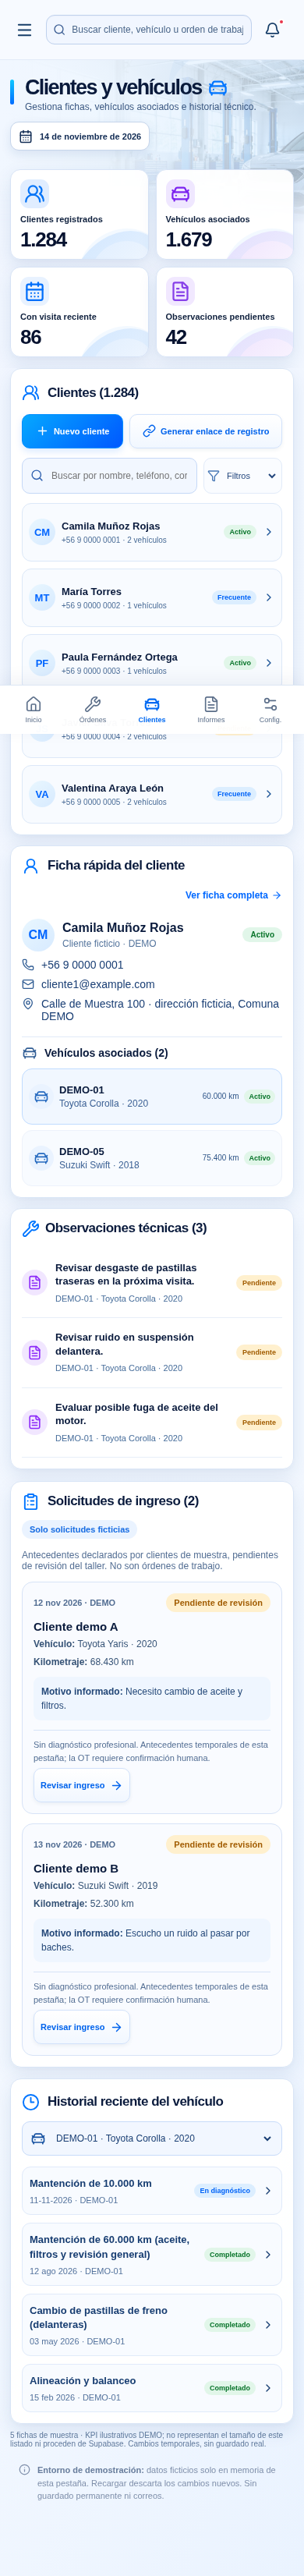 Buscar cliente, vehículo u orden de trabaj
Clientes y vehículos
Gestiona fichas, vehículos asociados e historial técnico.
14 de noviembre de 2026
Clientes registrados
1.284
Vehículos asociados
1.679
Con visita reciente
86
Observaciones pendientes
42
Clientes (1.284)
Nuevo cliente
Generar enlace de registro
Buscar por nombre, teléfono, cor
Filtros
CM
Camila Muñoz Rojas
+56 9 0000 0001 · 2 vehículos
Activo
MT
María Torres
+56 9 0000 0002 · 1 vehículos
Frecuente
PF
Paula Fernández Ortega
+56 9 0000 0003 · 1 vehículos
Activo
Inicio
Órdenes
Clientes
Informes
Config.
+56 9 0000 0004 · 2 vehículos
VA
Valentina Araya León
+56 9 0000 0005 · 2 vehículos
Frecuente
Ficha rápida del cliente
Ver ficha completa
CM
Camila Muñoz Rojas
Cliente ficticio · DEMO
Activo
+56 9 0000 0001
cliente1@example.com
Calle de Muestra 100 · dirección ficticia, Comuna
DEMO
Vehículos asociados (2)
DEMO-01
Toyota Corolla · 2020
60.000 km
Activo
DEMO-05
Suzuki Swift · 2018
75.400 km
Activo
Observaciones técnicas (3)
Revisar desgaste de pastillas
traseras en la próxima visita.
DEMO-01 · Toyota Corolla · 2020
Pendiente
Revisar ruido en suspensión
delantera.
DEMO-01 · Toyota Corolla · 2020
Pendiente
Evaluar posible fuga de aceite del
motor.
DEMO-01 · Toyota Corolla · 2020
Pendiente
Solicitudes de ingreso (2)
Solo solicitudes ficticias
Antecedentes declarados por clientes de muestra, pendientes
de revisión del taller. No son órdenes de trabajo.
12 nov 2026 · DEMO
Pendiente de revisión
Cliente demo A
Vehículo: Toyota Yaris · 2020
Kilometraje: 68.430 km
Motivo informado: Necesito cambio de aceite y
filtros.
Sin diagnóstico profesional. Antecedentes temporales de esta
pestaña; la OT requiere confirmación humana.
Revisar ingreso
13 nov 2026 · DEMO
Pendiente de revisión
Cliente demo B
Vehículo: Suzuki Swift · 2019
Kilometraje: 52.300 km
Motivo informado: Escucho un ruido al pasar por
baches.
Sin diagnóstico profesional. Antecedentes temporales de esta
pestaña; la OT requiere confirmación humana.
Revisar ingreso
Historial reciente del vehículo
DEMO-01 · Toyota Corolla · 2020
Mantención de 10.000 km
11-11-2026 · DEMO-01
En diagnóstico
Mantención de 60.000 km (aceite,
filtros y revisión general)
12 ago 2026 · DEMO-01
Completado
Cambio de pastillas de freno
(delanteras)
03 may 2026 · DEMO-01
Completado
Alineación y balanceo
15 feb 2026 · DEMO-01
Completado
5 fichas de muestra · KPI ilustrativos DEMO; no representan el tamaño de este
listado ni proceden de Supabase. Cambios temporales, sin guardado real.
Entorno de demostración: datos ficticios solo en memoria de
esta pestaña. Recargar descarta los cambios nuevos. Sin
guardado permanente ni correos.